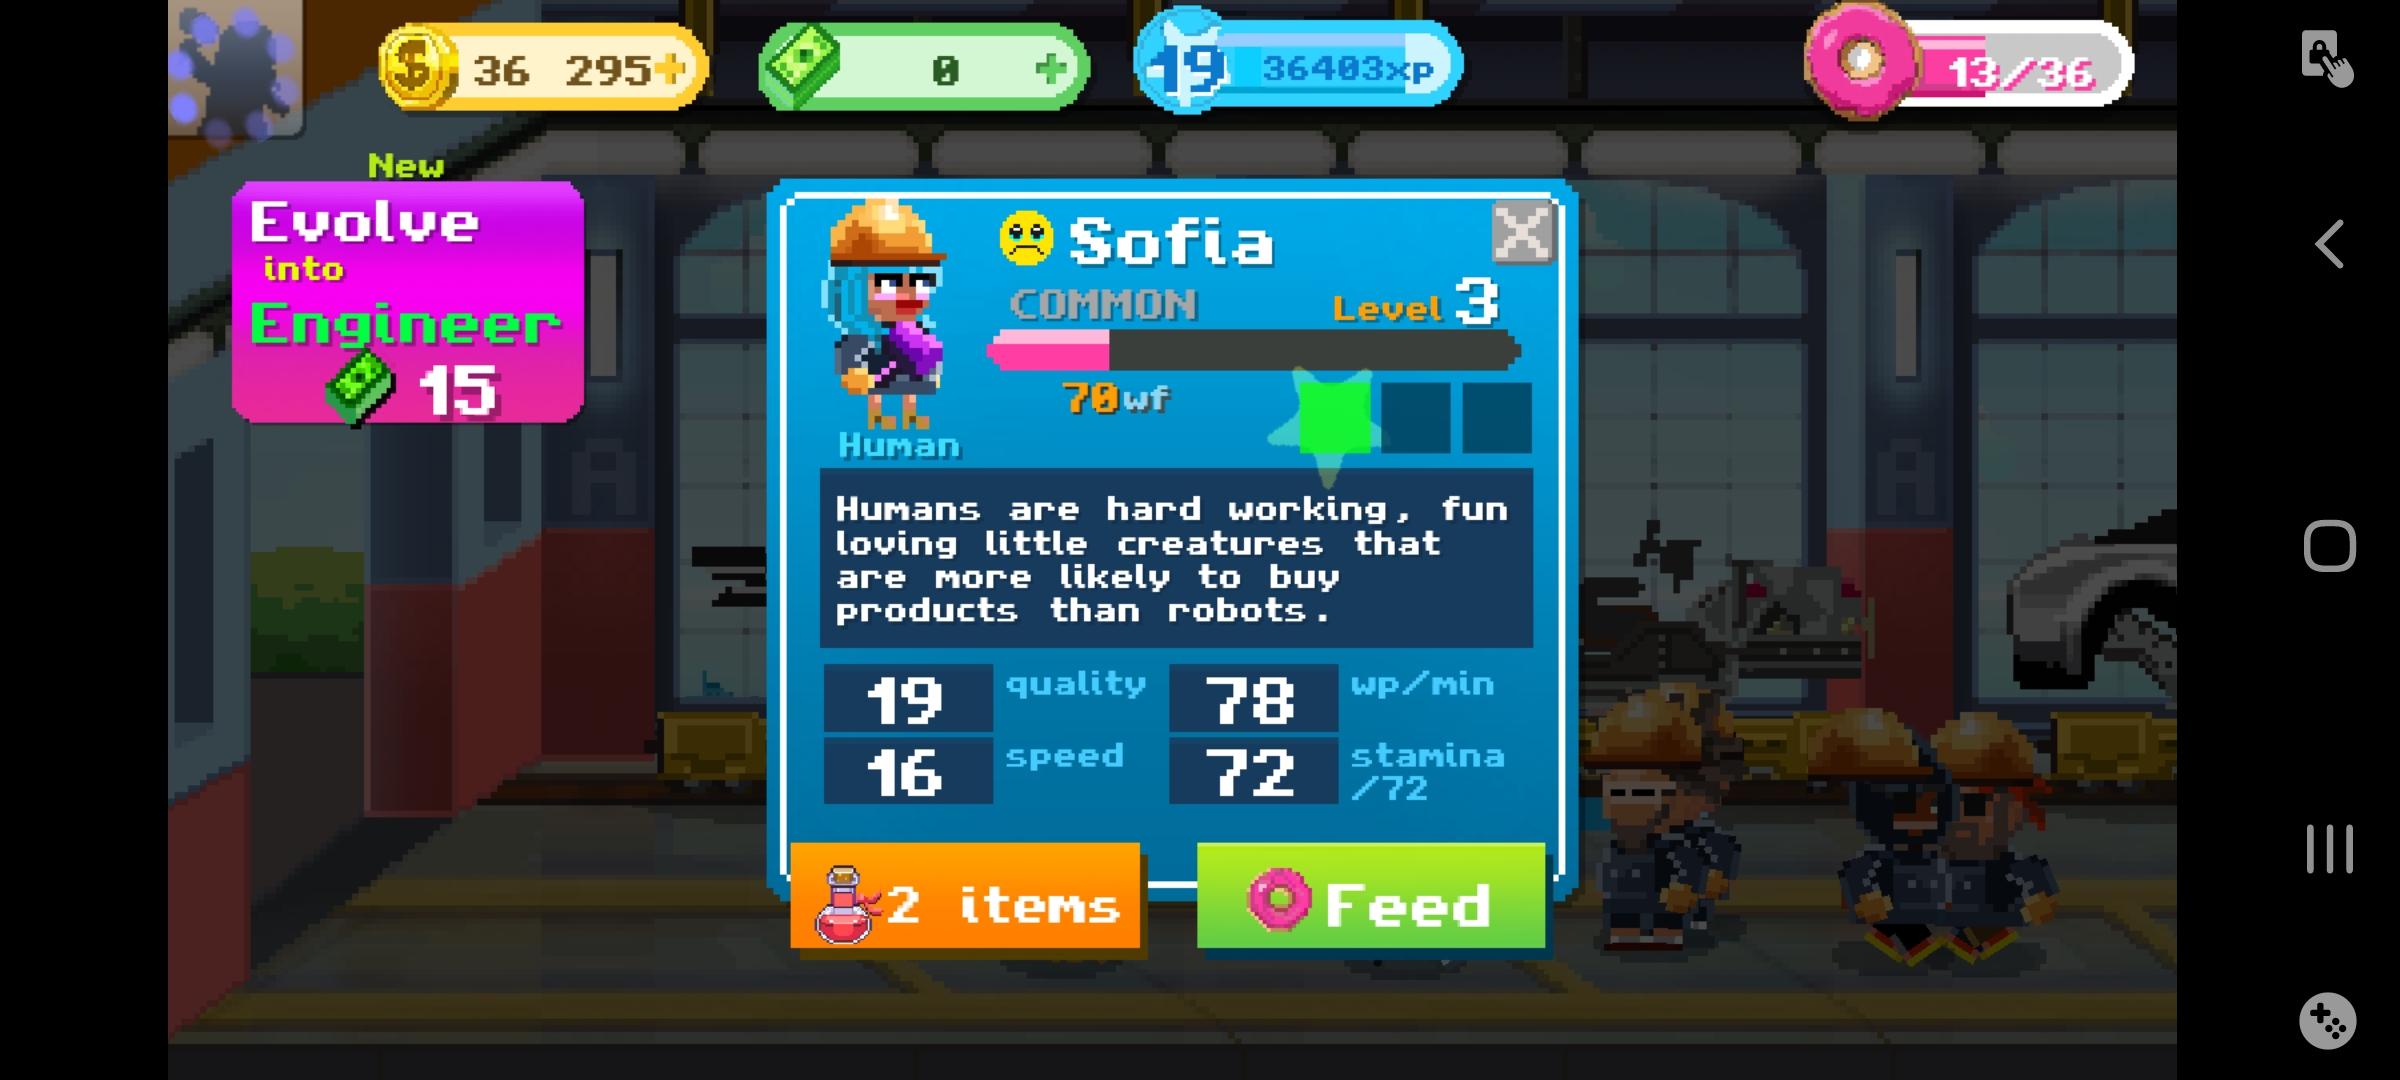 36 295+
0 +
19 36403xp
13/36
New
Evolve
into
Engineer
15
Sofia
COMMON
Level 3
70wf
Human
Humans are hard working, fun
loving little creatures that
are more likely to buy
products than robots.
19 quality
78 wp/min
16 speed
72 stamina
/72
2 items
Feed